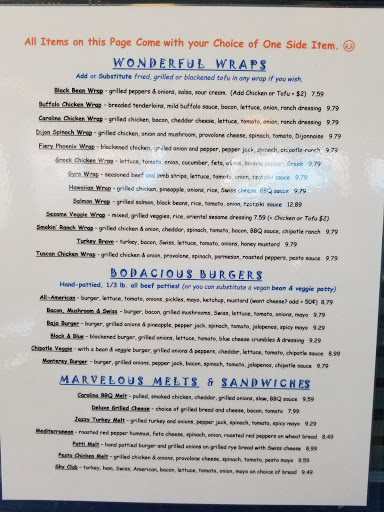 All Items on this Page Come with your Choice of One Side Item. ☺
WONDERFUL WRAPS
Add or Substitute fried, grilled or blackened tofu in any wrap if you wish.
Black Bean Wrap - grilled peppers & onions, salsa, sour cream. (Add Chicken or Tofu = $2) 7.59
Buffalo Chicken Wrap - breaded tenderloins, mild buffalo sauce, bacon, lettuce, onion, ranch dressing 9.79
Carolina Chicken Wrap - grilled chicken, bacon, cheddar cheese, lettuce, tomato, onion, ranch dressing 9.79
Dijon Spinach Wrap - grilled chicken, onion and mushroom, provolone cheese, spinach, tomato, Dijonnaise 9.79
Fiery Phoenix Wrap - blackened chicken, grilled onion and pepper, pepper jack, spinach, chipotle-ranch 9.79
Greek Chicken Wrap - lettuce, tomato, onion, cucumber, feta, olives, banana pepper, Greek 9.79
Gyro Wrap - seasoned beef and lamb strips, lettuce, tomato, onion, tzatziki sauce 9.79
Hawaiian Wrap - grilled chicken, pineapple, onions, rice, Swiss cheese, BBQ sauce 9.79
Salmon Wrap - grilled salmon, black beans, rice, tomato, onion, tzatziki sauce 12.89
Sesame Veggie Wrap - mixed, grilled veggies, rice, oriental sesame dressing 7.59 (+ Chicken or Tofu $2)
Smokin' Ranch Wrap - grilled chicken & onion, cheddar, spinach, tomato, bacon, BBQ sauce, chipotle ranch 9.79
Turkey Bravo - turkey, bacon, Swiss, lettuce, tomato, onions, honey mustard 9.79
Tuscan Chicken Wrap - grilled chicken & onion, provolone, spinach, parmesan, roasted peppers, pesto sauce 9.79
BODACIOUS BURGERS
Hand-pattied, 1/3 lb. all beef patties! (or you can substitute a vegan bean & veggie patty)
All-American - burger, lettuce, tomato, onions, pickles, mayo, ketchup, mustard (want cheese? add + 50¢) 8.79
Bacon, Mushroom & Swiss - burger, bacon, grilled mushrooms, Swiss, lettuce, tomato, onions, mayo 9.29
Baja Burger - burger, grilled onions & pineapple, pepper jack, spinach, tomato, jalapenos, spicy mayo 9.29
Black & Blue - blackened burger, grilled onions, lettuce, tomato, blue cheese crumbles & dressing 9.29
Chipotle Veggie - with a bean & veggie burger, grilled onions & peppers, cheddar, lettuce, tomato, chipotle sauce 8.99
Monterey Burger - grilled onions, pepper jack, bacon, spinach, tomato, jalapenos, chipotle sauce 9.79
MARVELOUS MELTS & SANDWICHES
Carolina BBQ Melt - pulled, smoked chicken, cheddar, grilled onions, slaw, BBQ sauce 9.59
Deluxe Grilled Cheese - choice of grilled bread and cheese, bacon, tomato 7.99
Jazzy Turkey Melt - grilled turkey and onions, pepper jack, spinach, tomato, spicy mayo 9.29
Mediterranean - roasted red pepper hummus, feta cheese, spinach, onion, roasted red peppers on wheat bread 8.49
Patti Melt - hand pattied burger and grilled onions on grilled rye bread with Swiss cheese 8.99
Pesto Chicken Melt - grilled chicken & onions, provolone cheese, spinach, tomato, pesto mayo 9.59
Sky Club - turkey, ham, Swiss, American, bacon, lettuce, tomato, onion, mayo on choice of bread 9.49